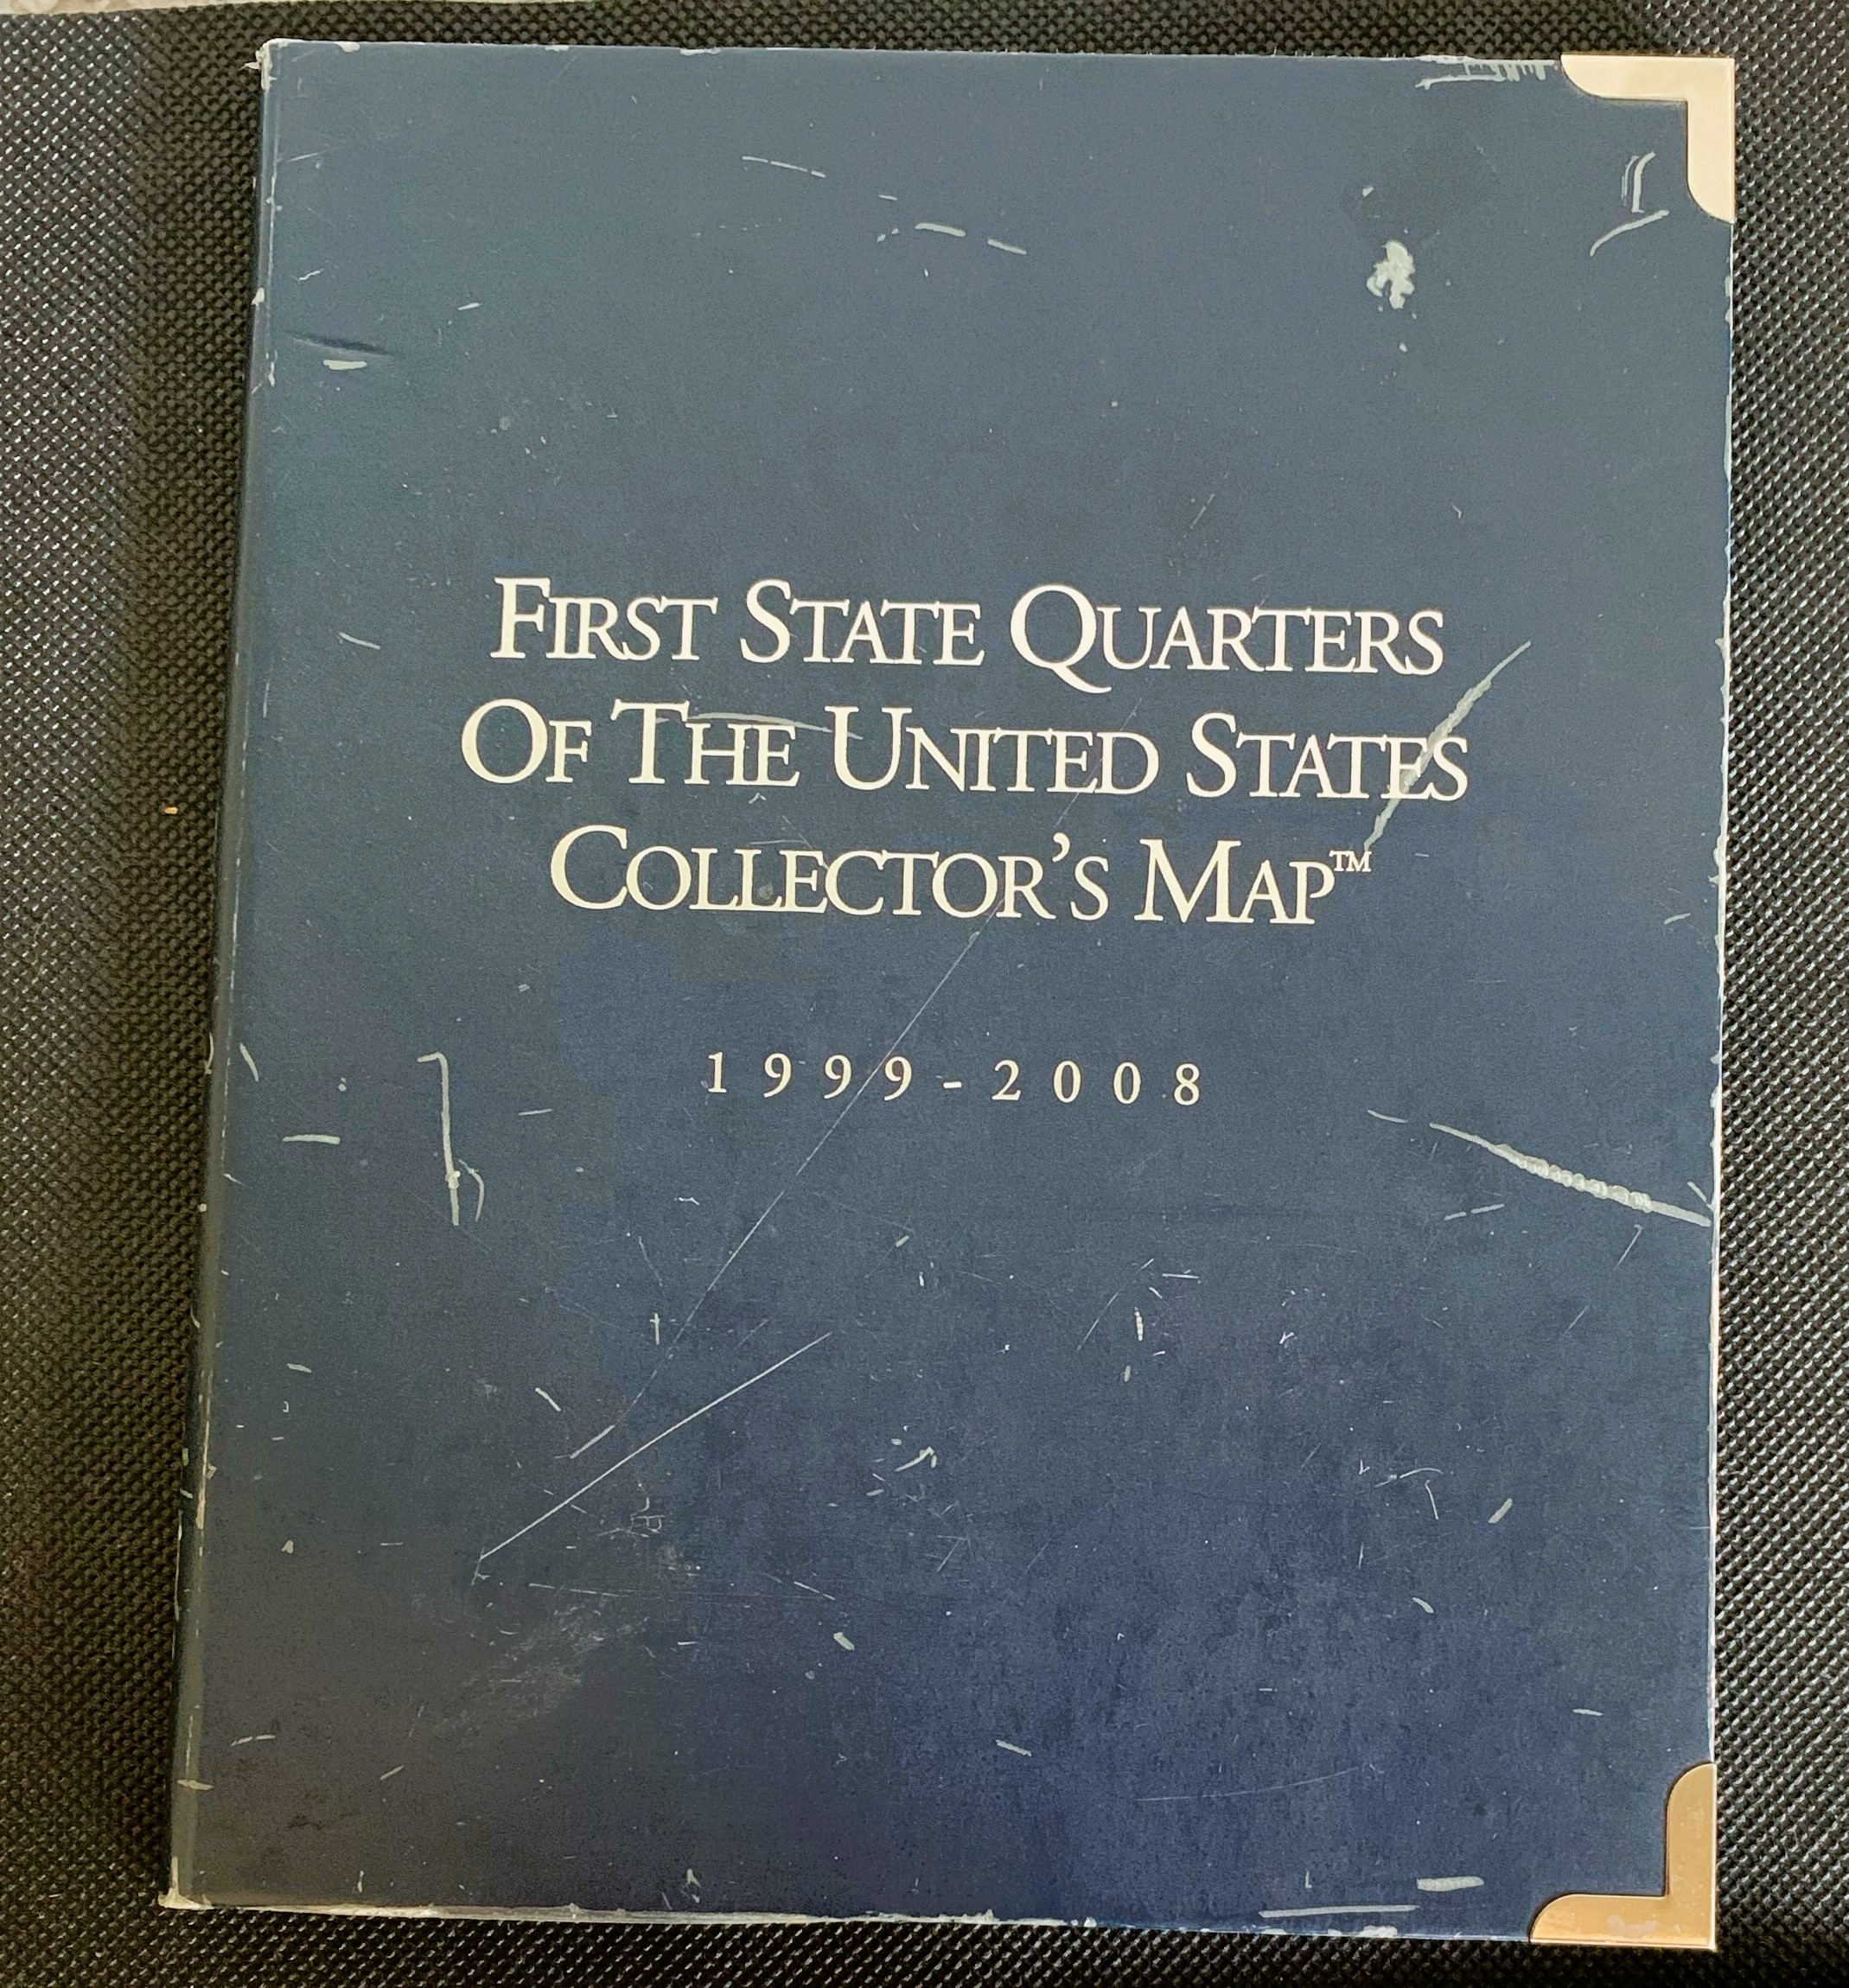 First State Quarters
Of The United States
Collector's Map™
1999-2008